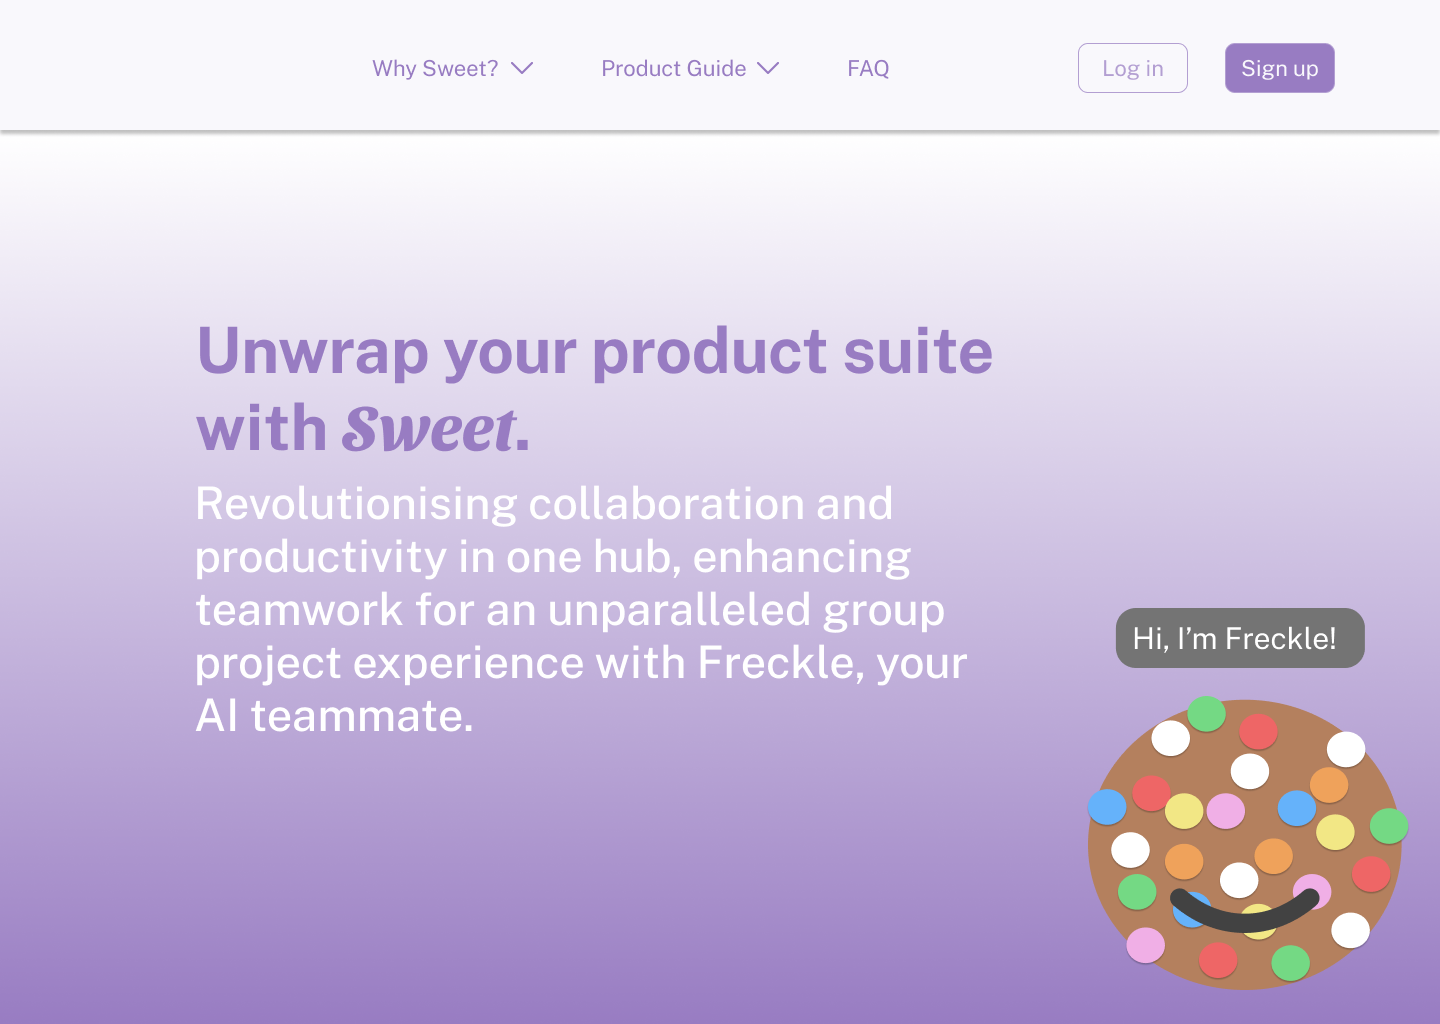 Why Sweet?
Product Guide
FAQ
Log in
Sign up
Unwrap your product suite
with Sweet.
Revolutionising collaboration and
productivity in one hub, enhancing
teamwork for an unparalleled group
project experience with Freckle, your
AI teammate.
Hi, I’m Freckle!